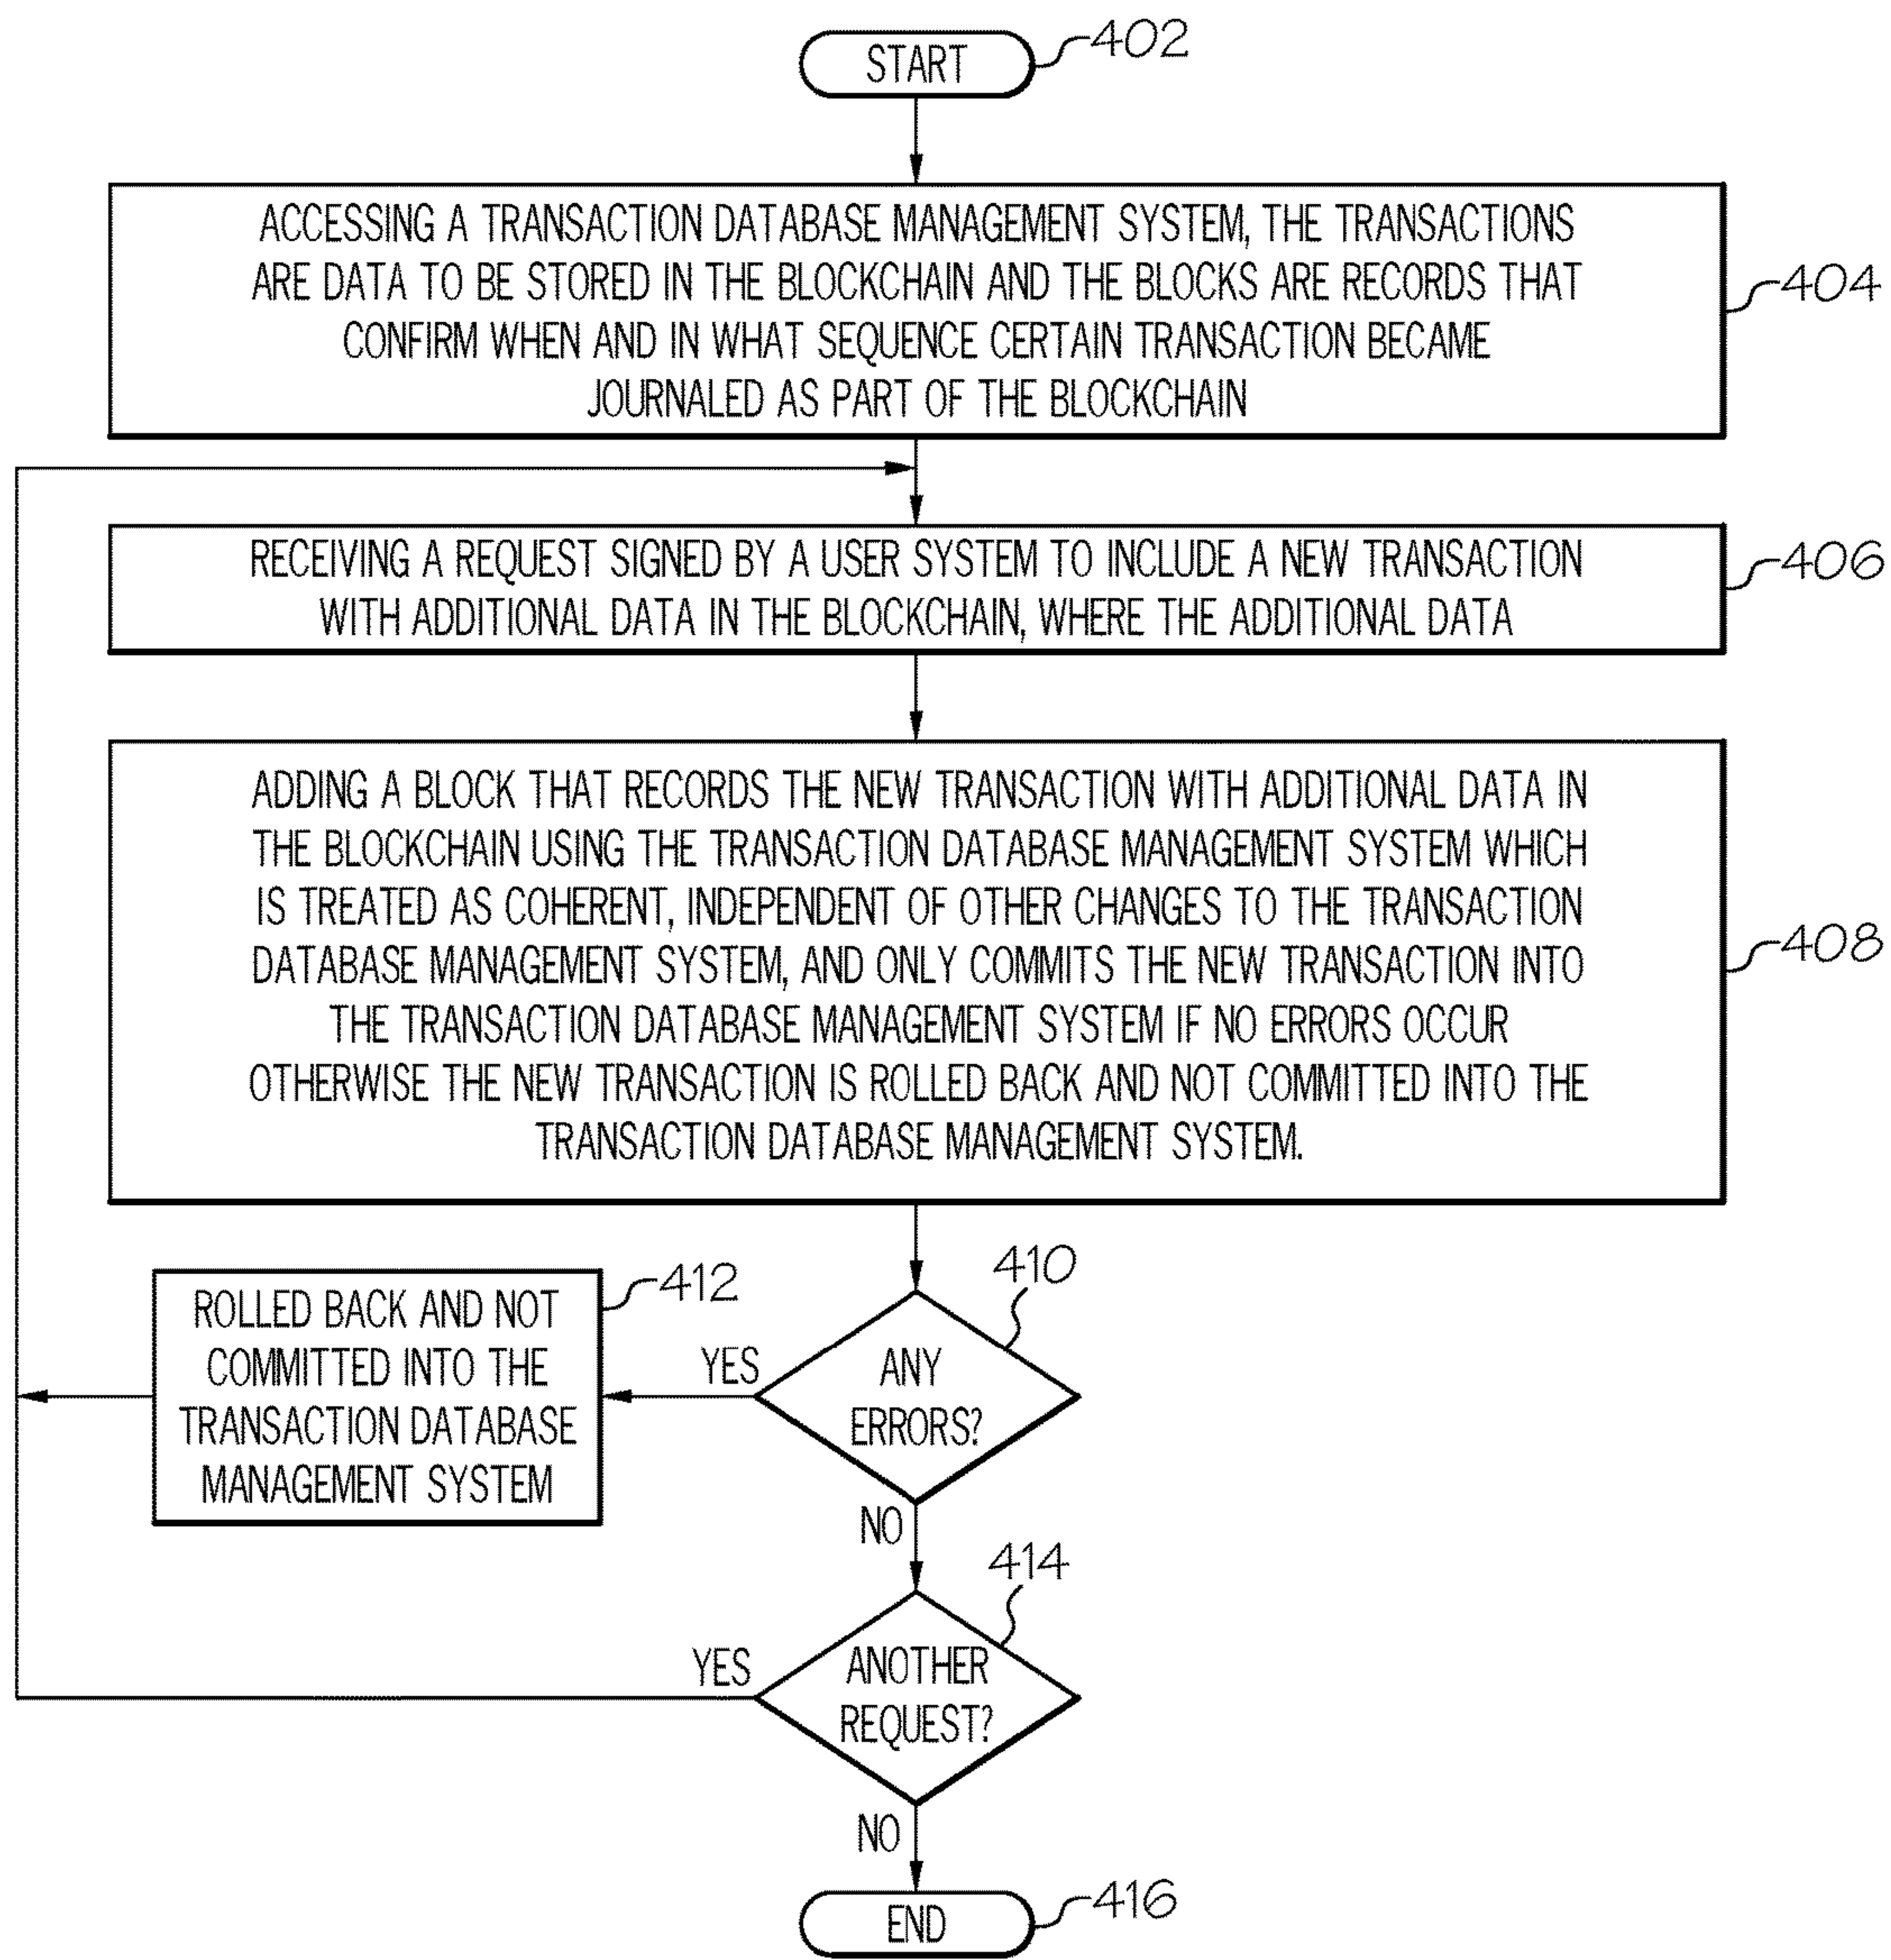 START
402
ACCESSING A TRANSACTION DATABASE MANAGEMENT SYSTEM, THE TRANSACTIONS
ARE DATA TO BE STORED IN THE BLOCKCHAIN AND THE BLOCKS ARE RECORDS THAT
CONFIRM WHEN AND IN WHAT SEQUENCE CERTAIN TRANSACTION BECAME
JOURNALED AS PART OF THE BLOCKCHAIN
404
RECEIVING A REQUEST SIGNED BY A USER SYSTEM TO INCLUDE A NEW TRANSACTION
WITH ADDITIONAL DATA IN THE BLOCKCHAIN, WHERE THE ADDITIONAL DATA
406
ADDING A BLOCK THAT RECORDS THE NEW TRANSACTION WITH ADDITIONAL DATA IN
THE BLOCKCHAIN USING THE TRANSACTION DATABASE MANAGEMENT SYSTEM WHICH
IS TREATED AS COHERENT, INDEPENDENT OF OTHER CHANGES TO THE TRANSACTION
DATABASE MANAGEMENT SYSTEM, AND ONLY COMMITS THE NEW TRANSACTION INTO
THE TRANSACTION DATABASE MANAGEMENT SYSTEM IF NO ERRORS OCCUR
OTHERWISE THE NEW TRANSACTION IS ROLLED BACK AND NOT COMMITTED INTO THE
TRANSACTION DATABASE MANAGEMENT SYSTEM.
408
410
ANY
ERRORS?
YES
412
ROLLED BACK AND NOT
COMMITTED INTO THE
TRANSACTION DATABASE
MANAGEMENT SYSTEM
NO
414
ANOTHER
REQUEST?
YES
NO
END
416